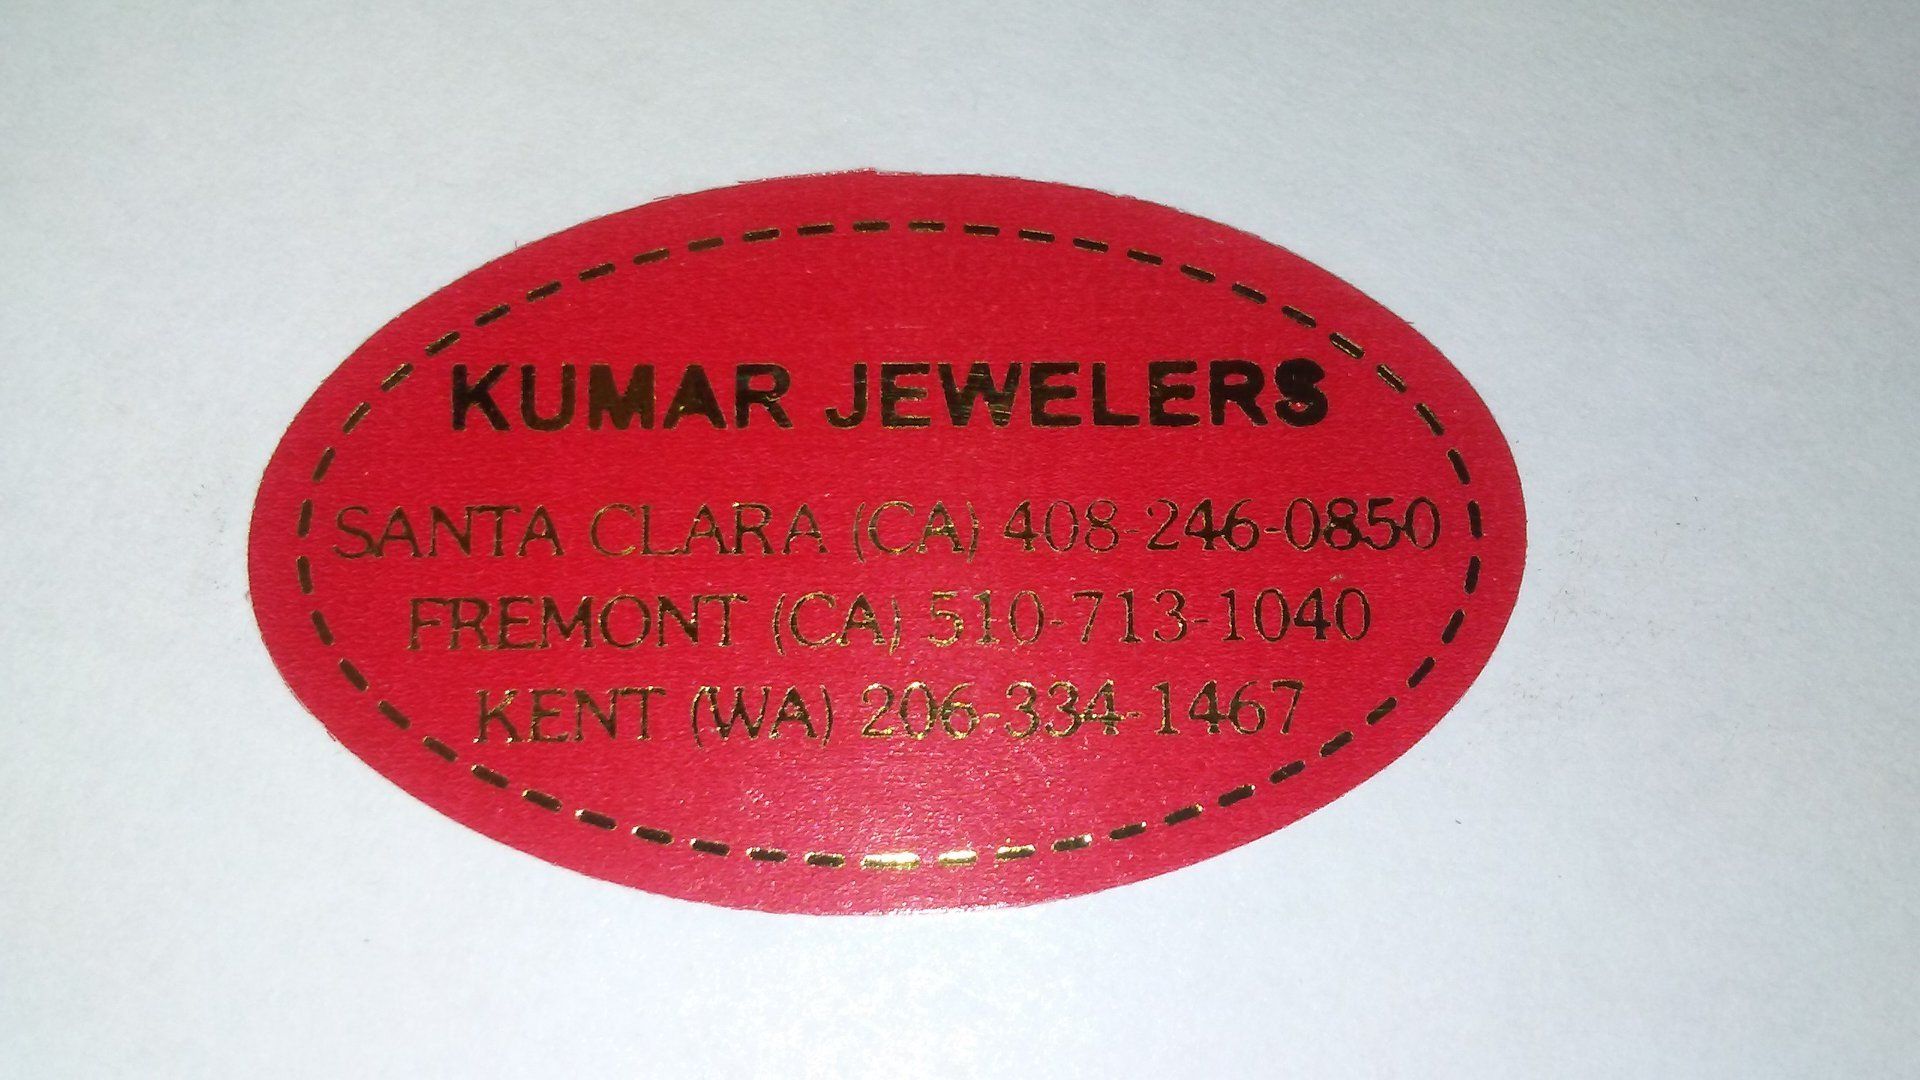 KUMAR JEWELERS
SANTA CLARA (CA) 408-246-0850
FREMONT (CA) 510-713-1040
KENT (WA) 206-334-1467